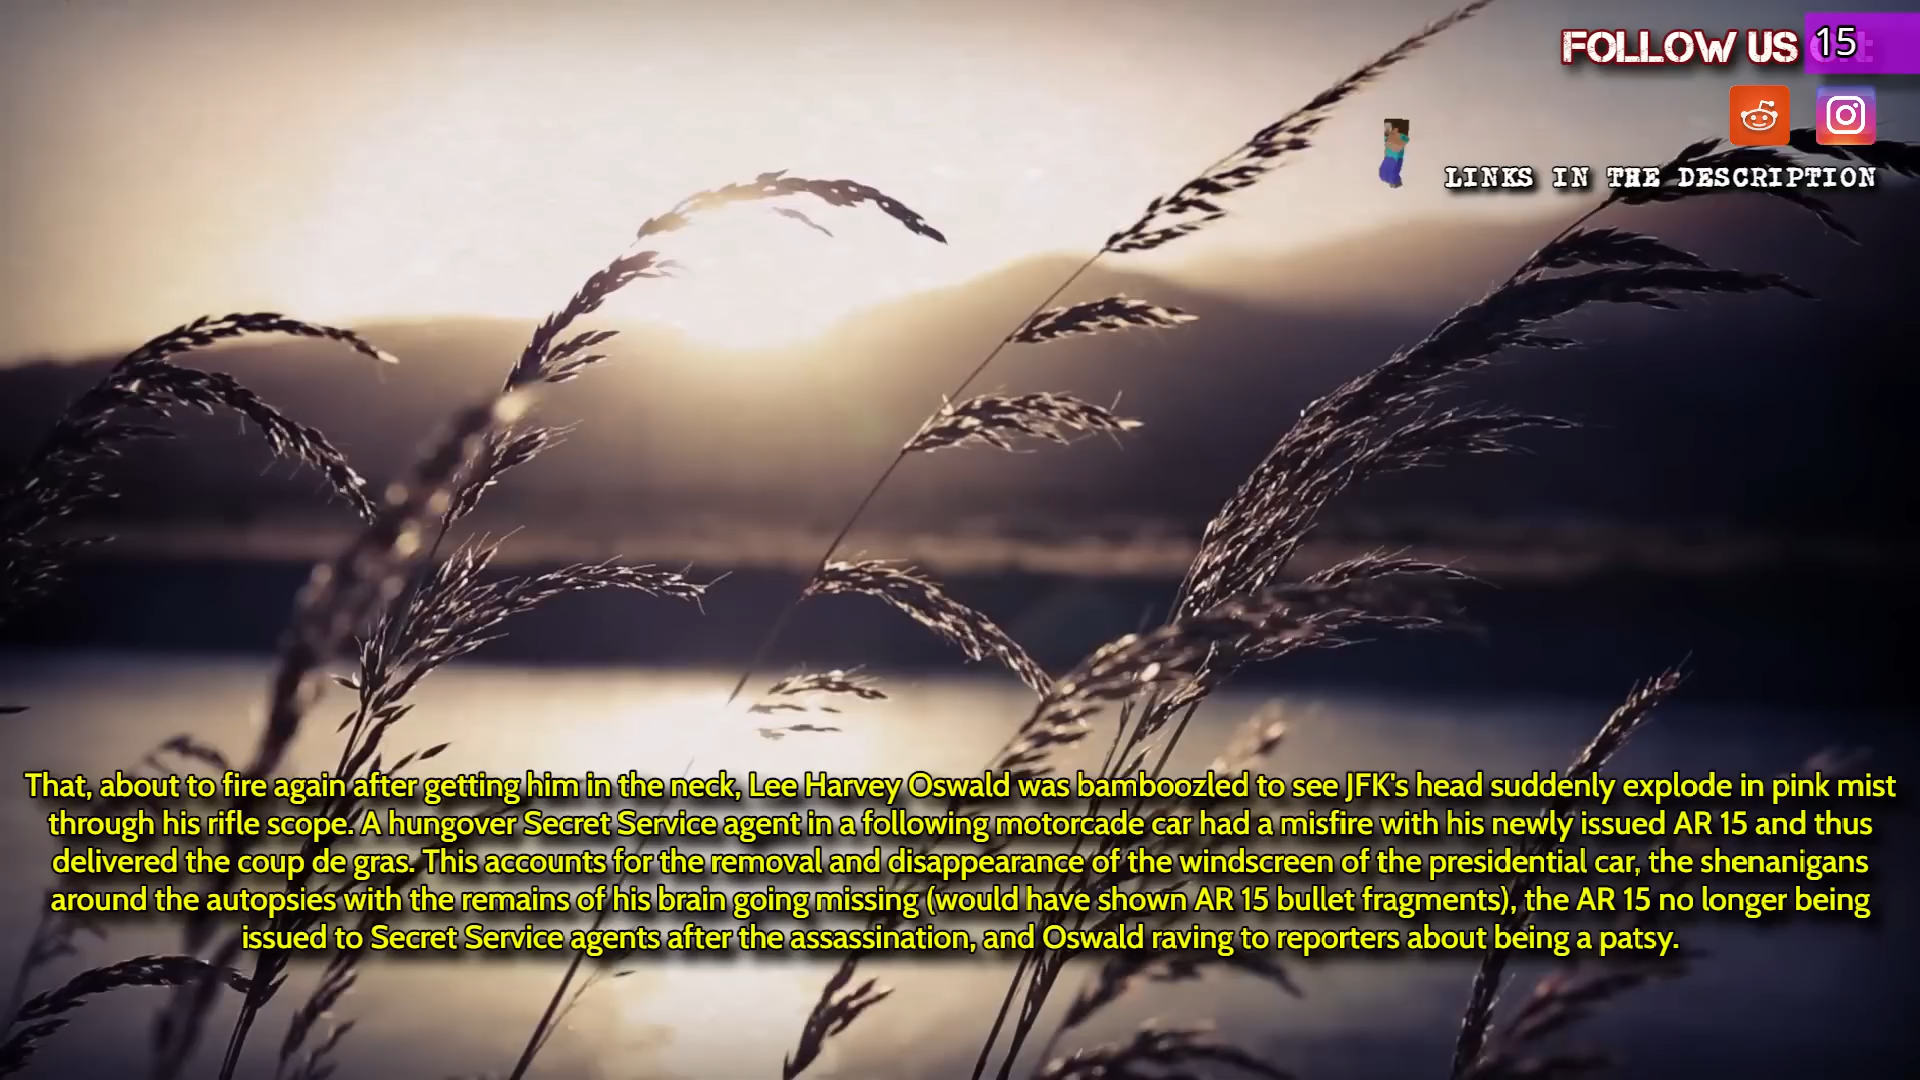 FOLLOW US
15
LINKS IN THE DESCRIPTION
That, about to fire again after getting him in the neck, Lee Harvey Oswald was bamboozled to see JFK's head suddenly explode in pink mist
through his rifle scope. A hungover Secret Service agent in a following motorcade car had a misfire with his newly issued AR 15 and thus
delivered the coup de gras. This accounts for the removal and disappearance of the windscreen of the presidential car, the shenanigans
around the autopsies with the remains of his brain going missing (would have shown AR 15 bullet fragments), the AR 15 no longer being
issued to Secret Service agents after the assassination, and Oswald raving to reporters about being a patsy.